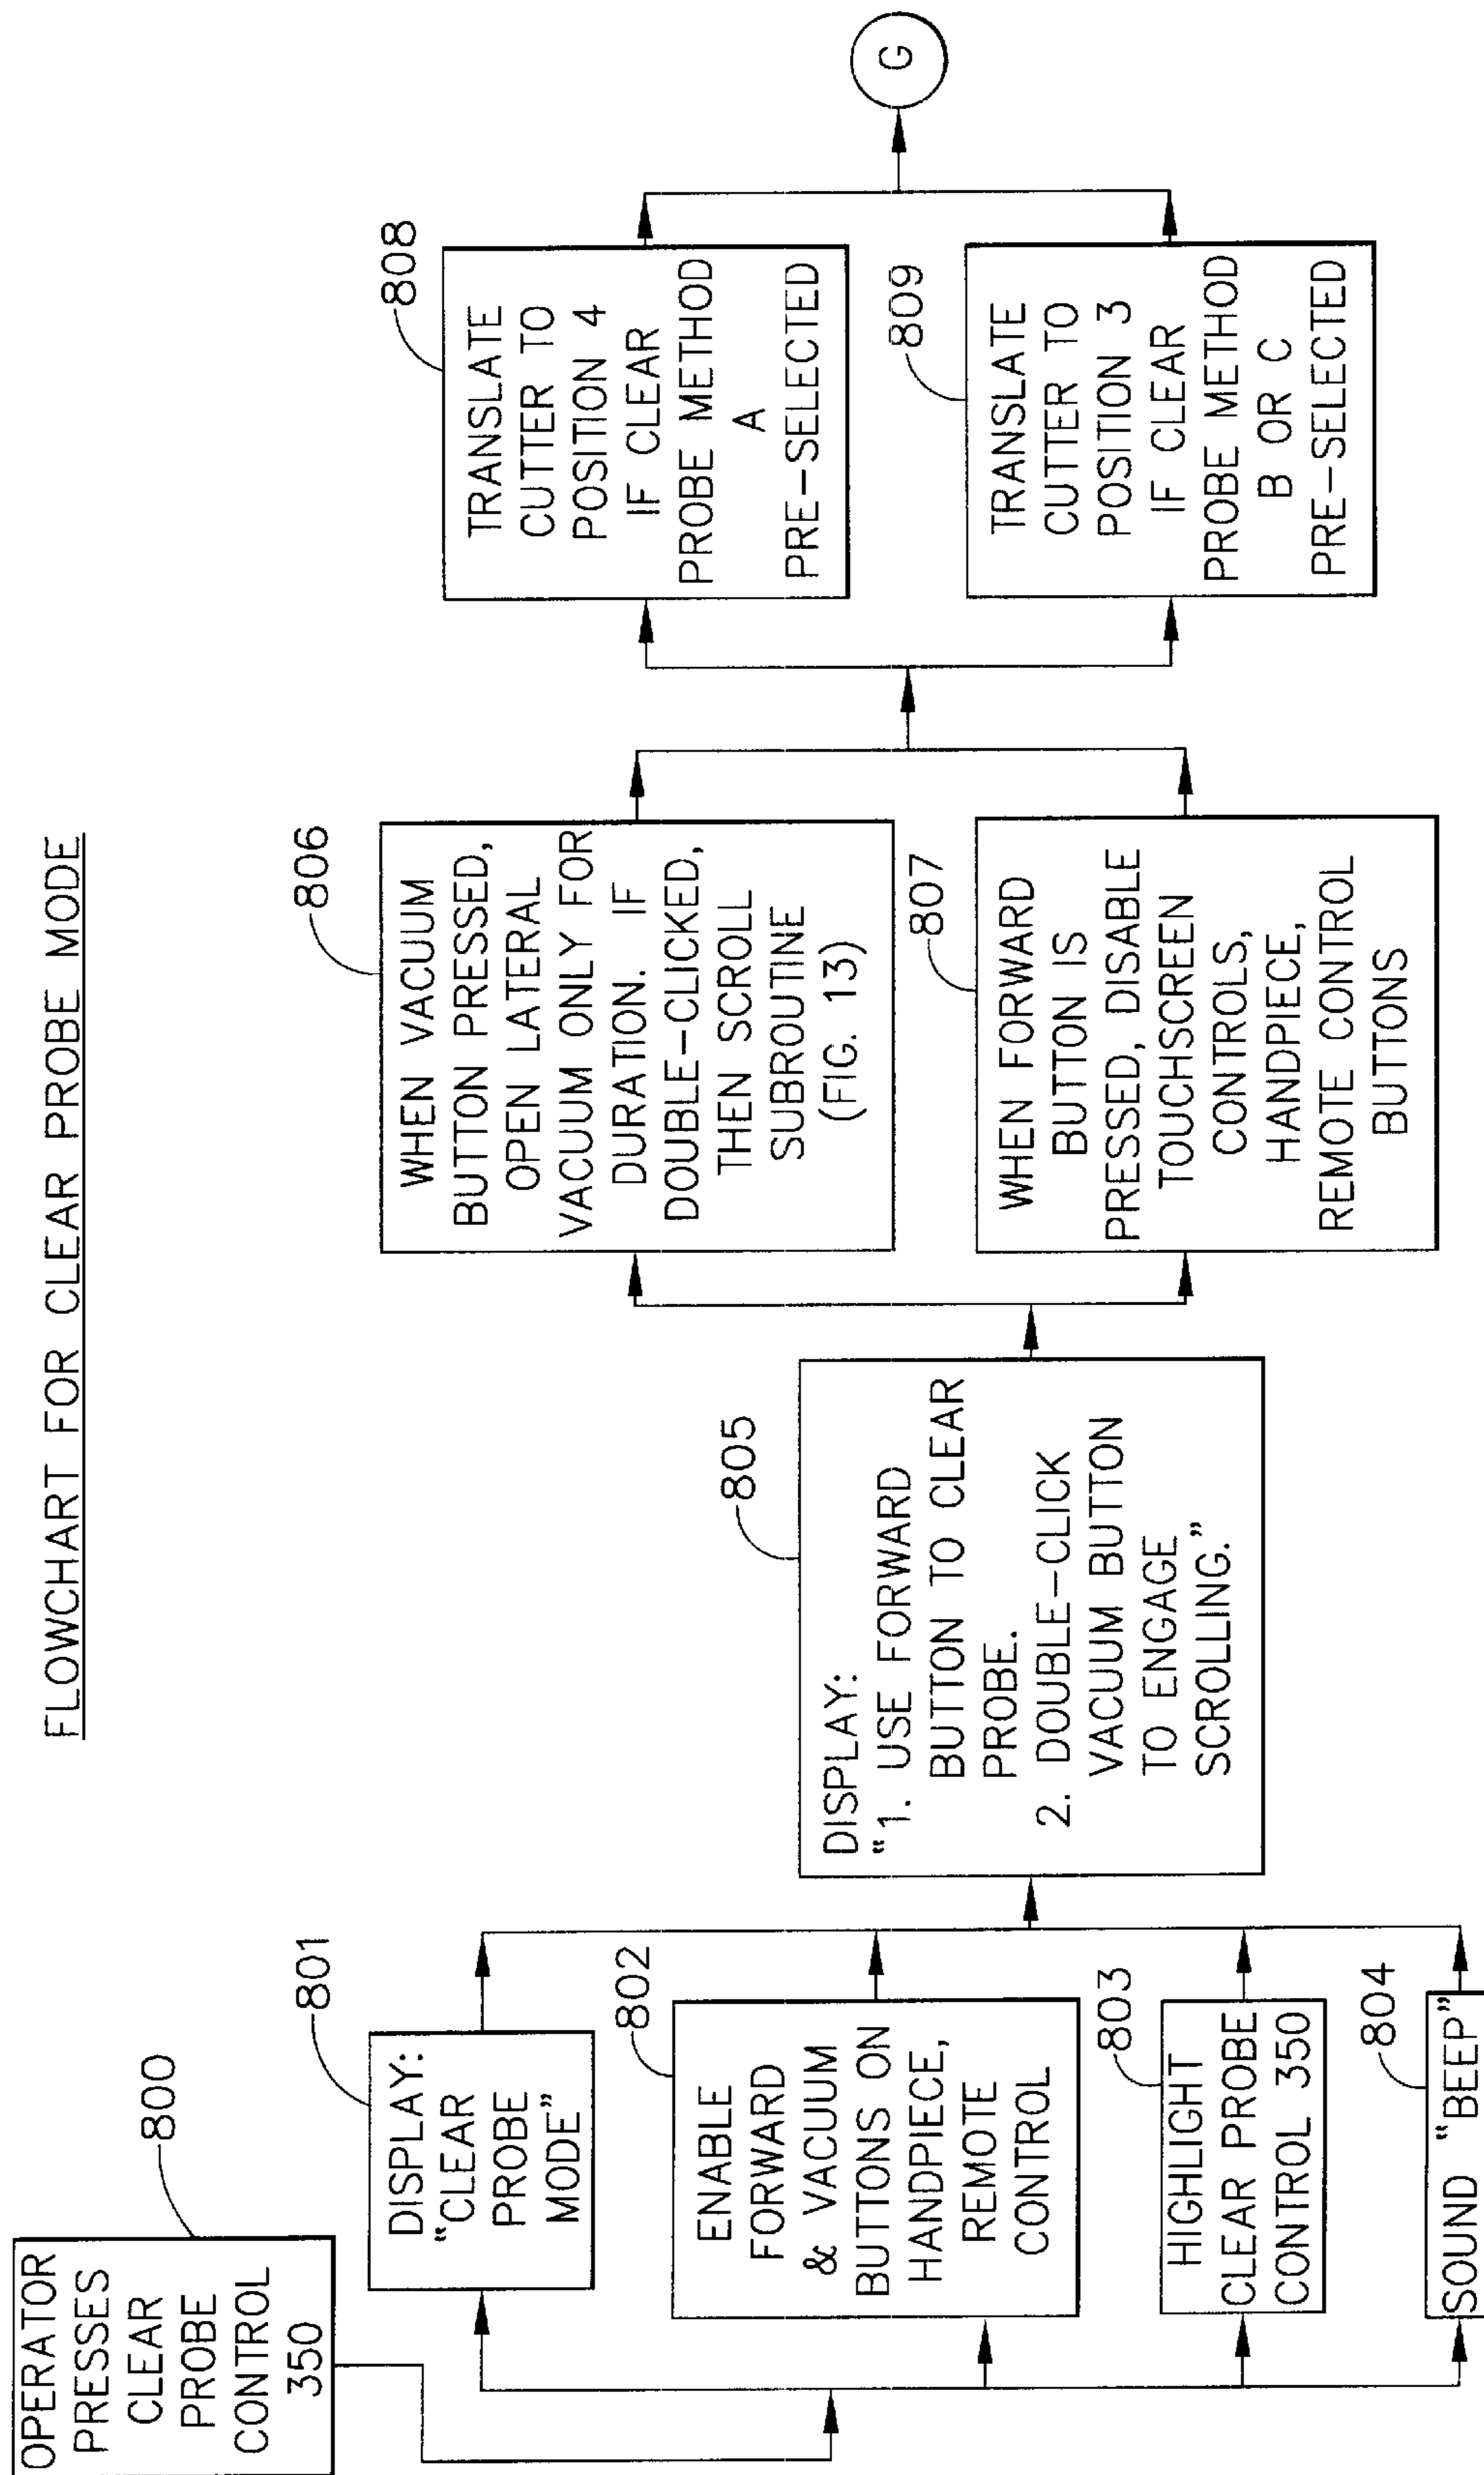 FLOWCHART FOR CLEAR PROBE MODE
800
OPERATOR
PRESSES
CLEAR
PROBE
CONTROL
350
801
DISPLAY:
"CLEAR
PROBE
MODE"
802
ENABLE
FORWARD
& VACUUM
BUTTONS ON
HANDPIECE,
REMOTE
CONTROL
803
HIGHLIGHT
CLEAR PROBE
CONTROL 350
804
SOUND "BEEP"
805
DISPLAY:
"1. USE FORWARD
BUTTON TO CLEAR
PROBE.
2. DOUBLE-CLICK
VACUUM BUTTON
TO ENGAGE
SCROLLING."
806
WHEN VACUUM
BUTTON PRESSED,
OPEN LATERAL
VACUUM ONLY FOR
DURATION. IF
DOUBLE-CLICKED,
THEN SCROLL
SUBROUTINE
(FIG. 13)
807
WHEN FORWARD
BUTTON IS
PRESSED, DISABLE
TOUCHSCREEN
CONTROLS,
HANDPIECE,
REMOTE CONTROL
BUTTONS
808
TRANSLATE
CUTTER TO
POSITION 4
IF CLEAR
PROBE METHOD
A
PRE-SELECTED
809
TRANSLATE
CUTTER TO
POSITION 3
IF CLEAR
PROBE METHOD
B OR C
PRE-SELECTED
G